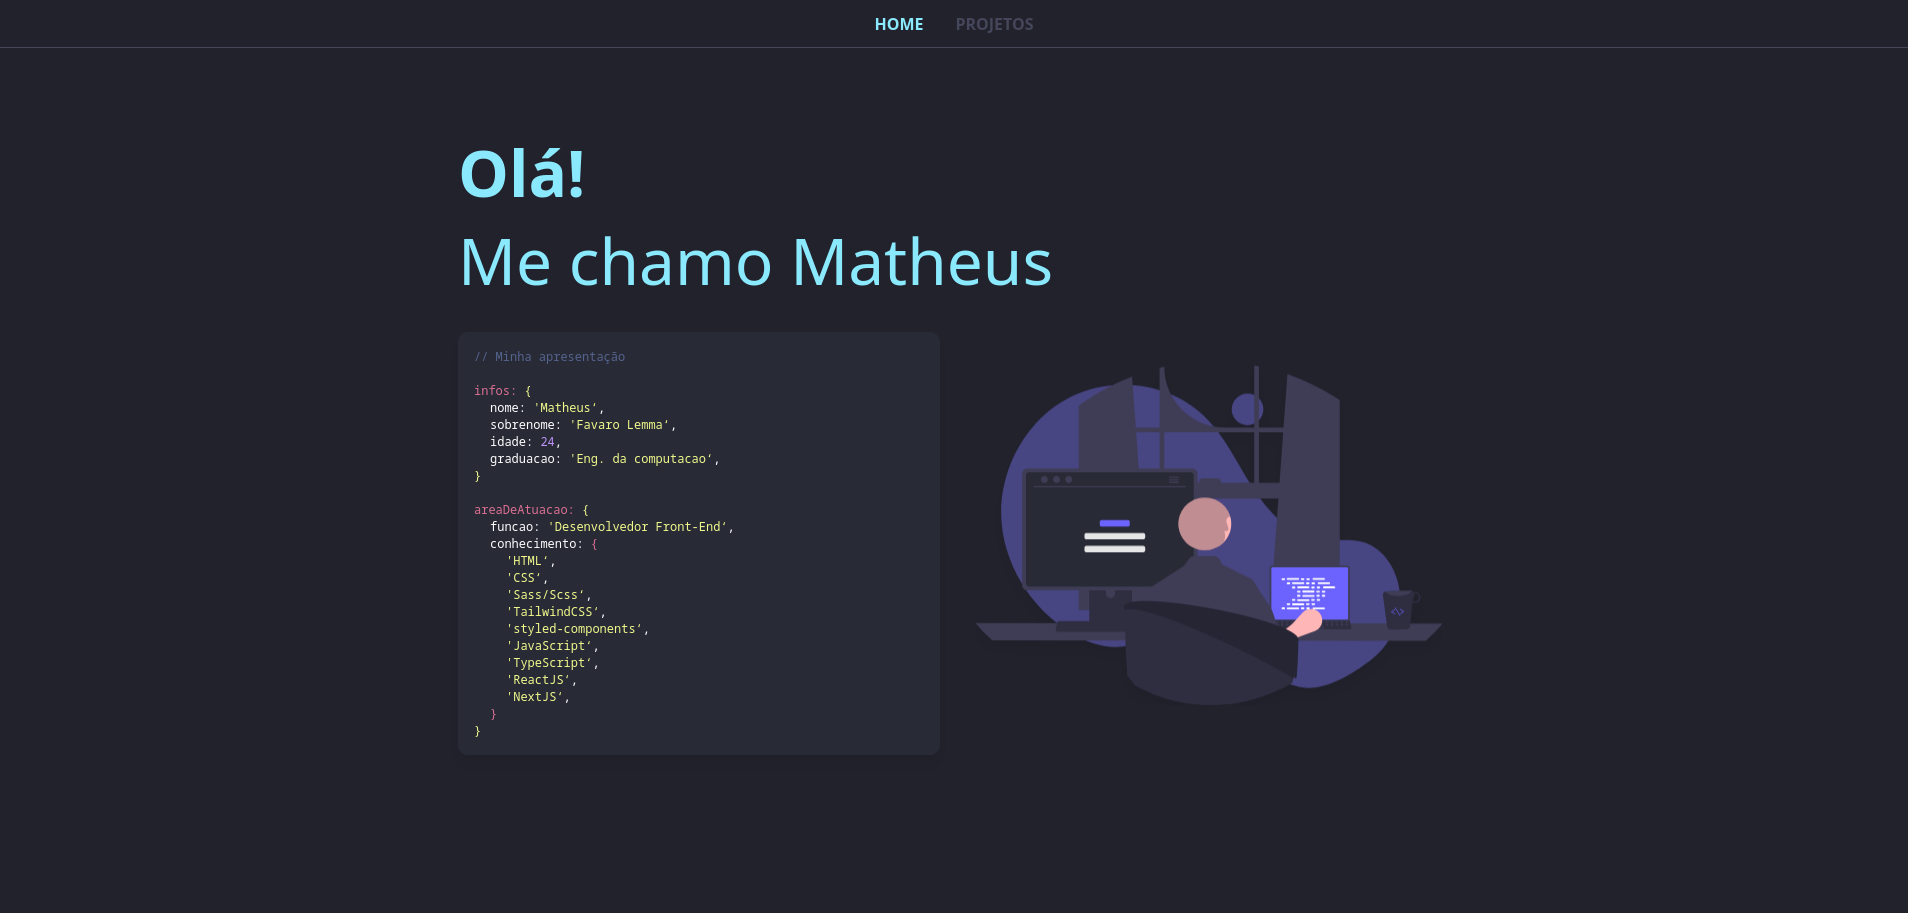 HOME PROJETOS
Olá!
Me chamo Matheus
// Minha apresentação
infos: {
nome: 'Matheus‘,
sobrenome: 'Favaro Lemma‘,
idade: 24,
graduacao: 'Eng. da computacao‘,
}
areaDeAtuacao: {
funcao: 'Desenvolvedor Front-End‘,
conhecimento: {
'HTML‘,
'CSS‘,
'Sass/Scss‘,
'TailwindCSS‘,
'styled-components‘,
'JavaScript‘,
'TypeScript‘,
'ReactJS‘,
'NextJS‘,
}
}